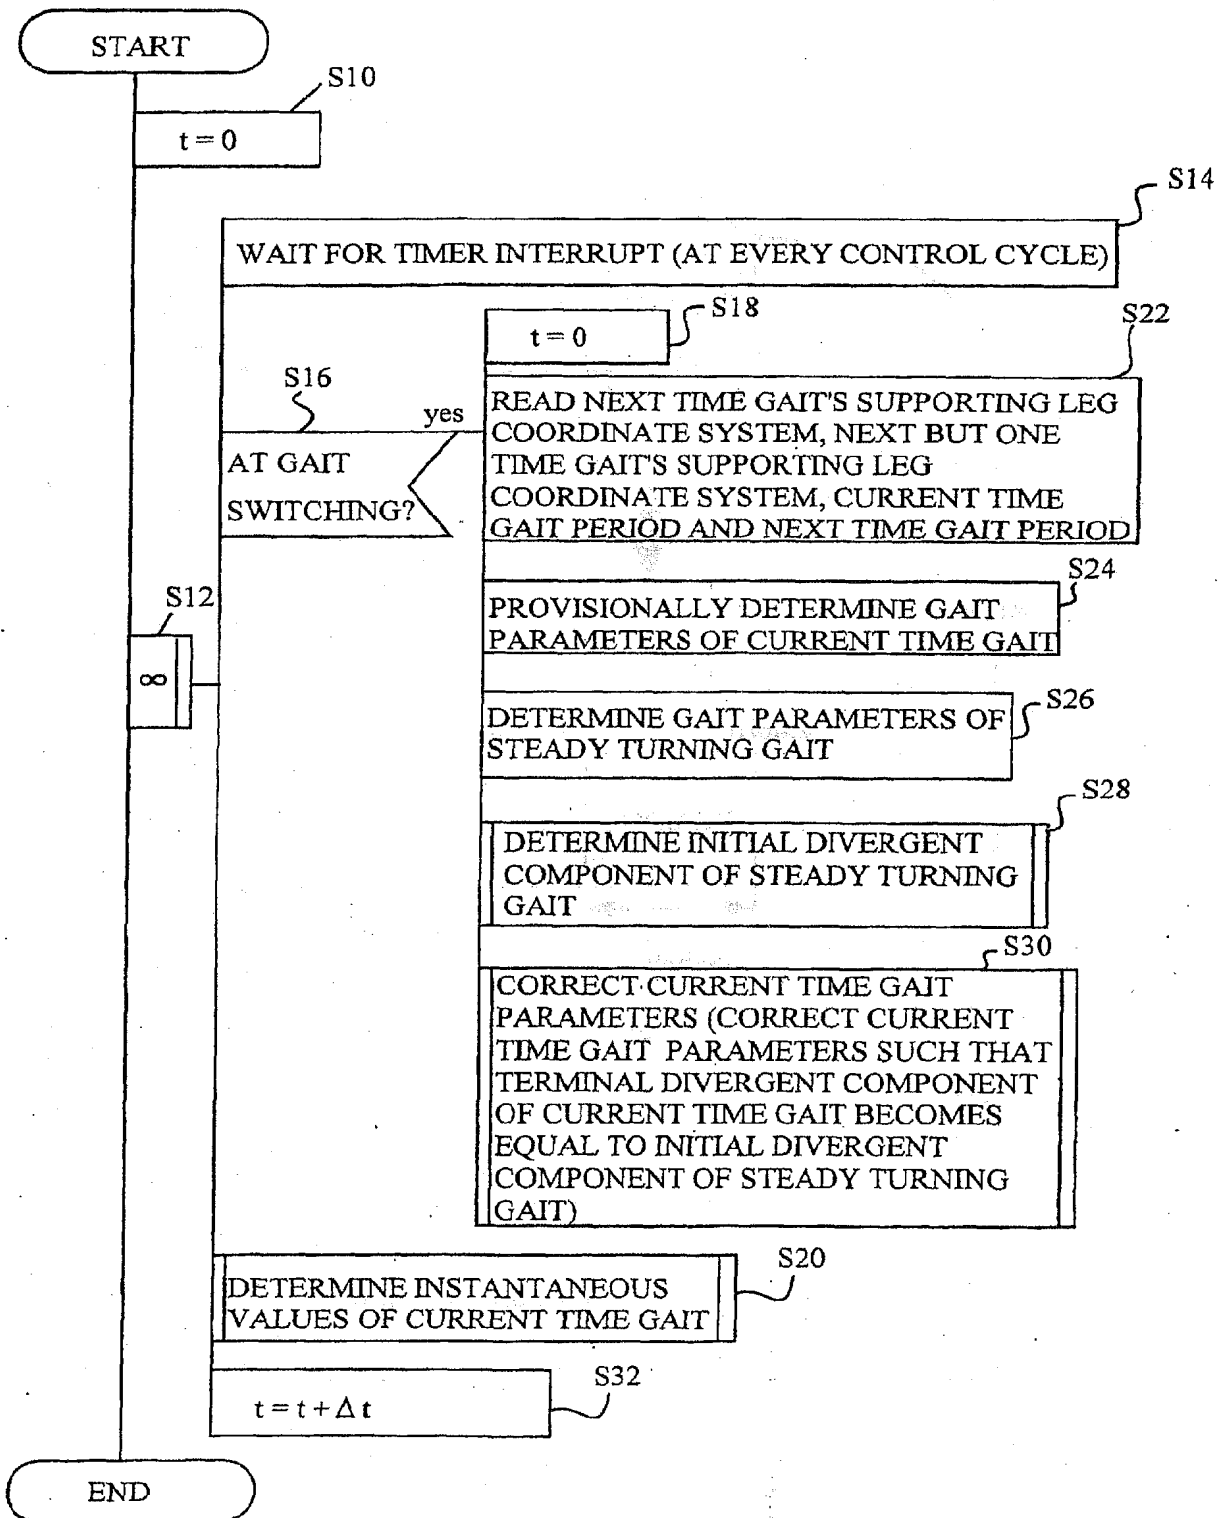 START
S10
t = 0
S14
WAIT FOR TIMER INTERRUPT (AT EVERY CONTROL CYCLE)
S18
t = 0
S22
S16
yes
AT GAIT
SWITCHING?
READ NEXT TIME GAIT'S SUPPORTING LEG
COORDINATE SYSTEM, NEXT BUT ONE
TIME GAIT'S SUPPORTING LEG
COORDINATE SYSTEM, CURRENT TIME
GAIT PERIOD AND NEXT TIME GAIT PERIOD
S24
PROVISIONALLY DETERMINE GAIT
PARAMETERS OF CURRENT TIME GAIT
S12
∞
S26
DETERMINE GAIT PARAMETERS OF
STEADY TURNING GAIT
S28
DETERMINE INITIAL DIVERGENT
COMPONENT OF STEADY TURNING
GAIT
S30
CORRECT CURRENT TIME GAIT
PARAMETERS (CORRECT CURRENT
TIME GAIT PARAMETERS SUCH THAT
TERMINAL DIVERGENT COMPONENT
OF CURRENT TIME GAIT BECOMES
EQUAL TO INITIAL DIVERGENT
COMPONENT OF STEADY TURNING
GAIT)
S20
DETERMINE INSTANTANEOUS
VALUES OF CURRENT TIME GAIT
S32
t = t + Δ t
END